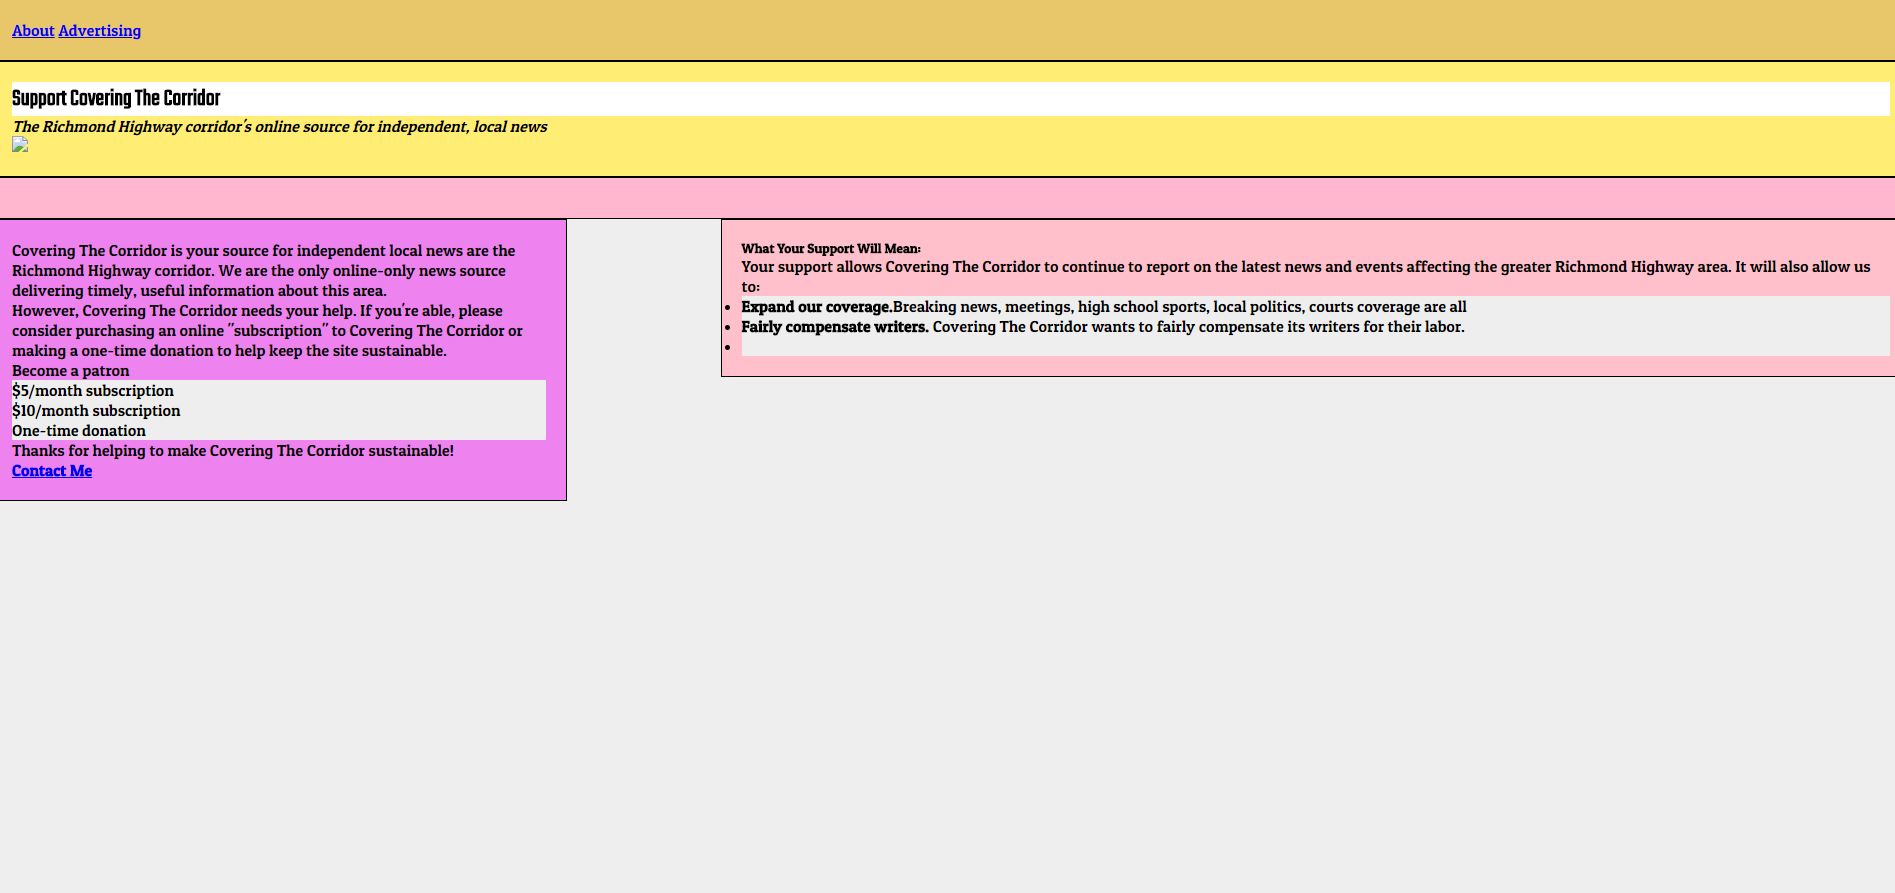 About Advertising
Support Covering The Corridor
The Richmond Highway corridor's online source for independent, local news
Covering The Corridor is your source for independent local news are the
Richmond Highway corridor. We are the only online-only news source
delivering timely, useful information about this area.
However, Covering The Corridor needs your help. If you're able, please
consider purchasing an online "subscription" to Covering The Corridor or
making a one-time donation to help keep the site sustainable.
Become a patron
$5/month subscription
$10/month subscription
One-time donation
Thanks for helping to make Covering The Corridor sustainable!
Contact Me
What Your Support Will Mean:
Your support allows Covering The Corridor to continue to report on the latest news and events affecting the greater Richmond Highway area. It will also allow us
to:
Expand our coverage.Breaking news, meetings, high school sports, local politics, courts coverage are all
Fairly compensate writers. Covering The Corridor wants to fairly compensate its writers for their labor.